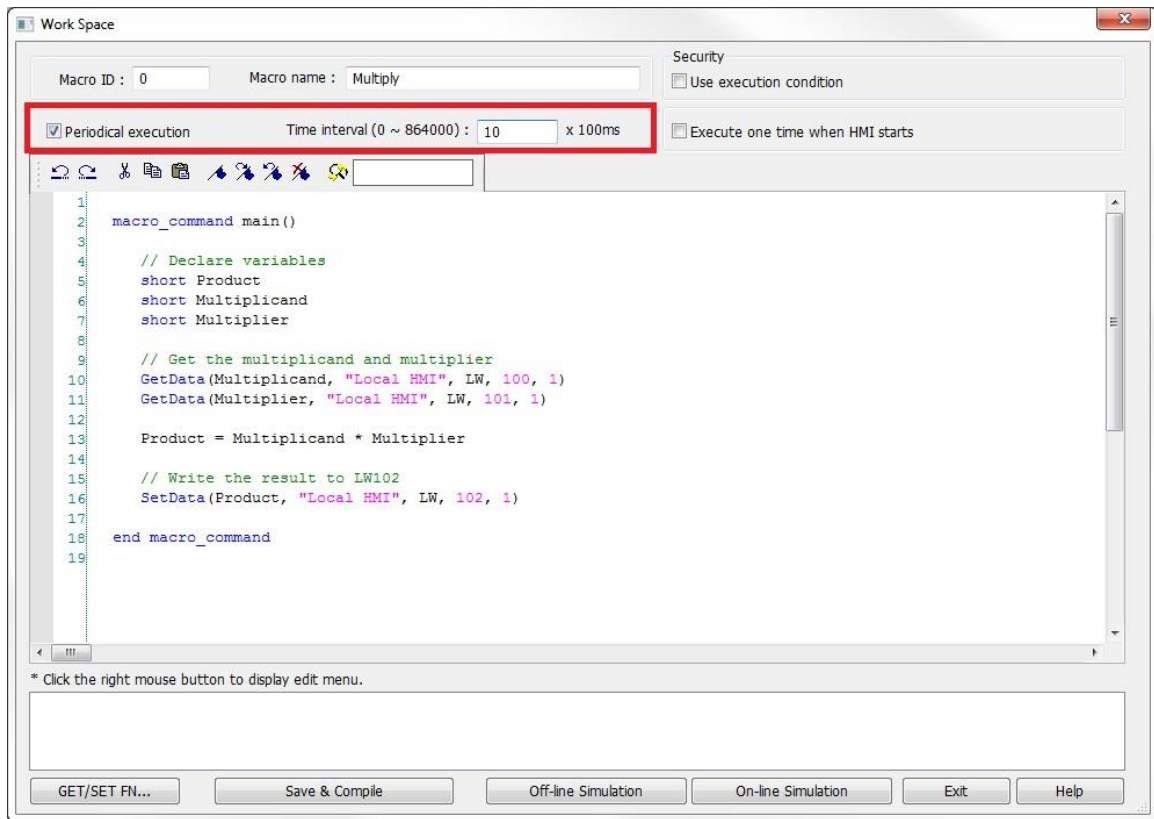 Work Space
Macro ID : 0 Macro name : Multiply
Security
Use execution condition
Periodical execution Time interval (0 ~ 864000) : 10 x 100ms
Execute one time when HMI starts
1
2 macro_command main()
3
4 // Declare variables
5 short Product
6 short Multiplicand
7 short Multiplier
8
9 // Get the multiplicand and multiplier
10 GetData(Multiplicand, "Local HMI", LW, 100, 1)
11 GetData(Multiplier, "Local HMI", LW, 101, 1)
12
13 Product = Multiplicand * Multiplier
14
15 // Write the result to LW102
16 SetData(Product, "Local HMI", LW, 102, 1)
17
18 end macro_command
19
* Click the right mouse button to display edit menu.
GET/SET FN... Save & Compile Off-line Simulation On-line Simulation Exit Help